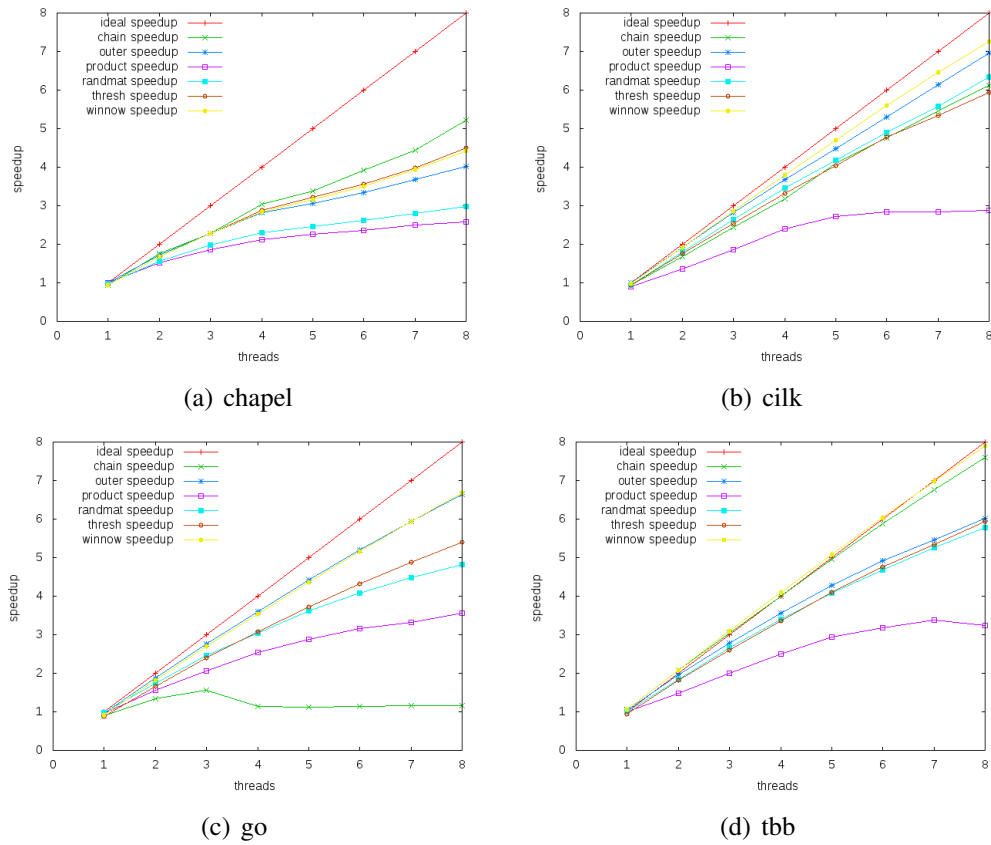 8
7
6
5
4
3
2
1
0
speedup
ideal speedup
chain speedup
outer speedup
product speedup
randmat speedup
thresh speedup
winnow speedup
0 1 2 3 4 5 6 7 8
threads
(a) chapel
8
7
6
5
4
3
2
1
0
speedup
ideal speedup
chain speedup
outer speedup
product speedup
randmat speedup
thresh speedup
winnow speedup
0 1 2 3 4 5 6 7 8
threads
(b) cilk
8
7
6
5
4
3
2
1
0
speedup
ideal speedup
chain speedup
outer speedup
product speedup
randmat speedup
thresh speedup
winnow speedup
0 1 2 3 4 5 6 7 8
threads
(c) go
8
7
6
5
4
3
2
1
0
speedup
ideal speedup
chain speedup
outer speedup
product speedup
randmat speedup
thresh speedup
winnow speedup
0 1 2 3 4 5 6 7 8
threads
(d) tbb